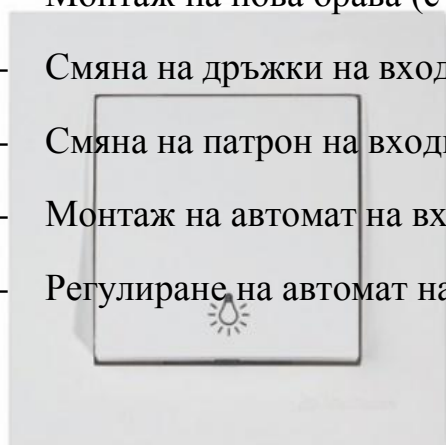 Монтаж на нова брава (с
- Смяна на дръжки на вход
- Смяна на патрон на входн
- Монтаж на автомат на вх
- Регулиране на автомат на